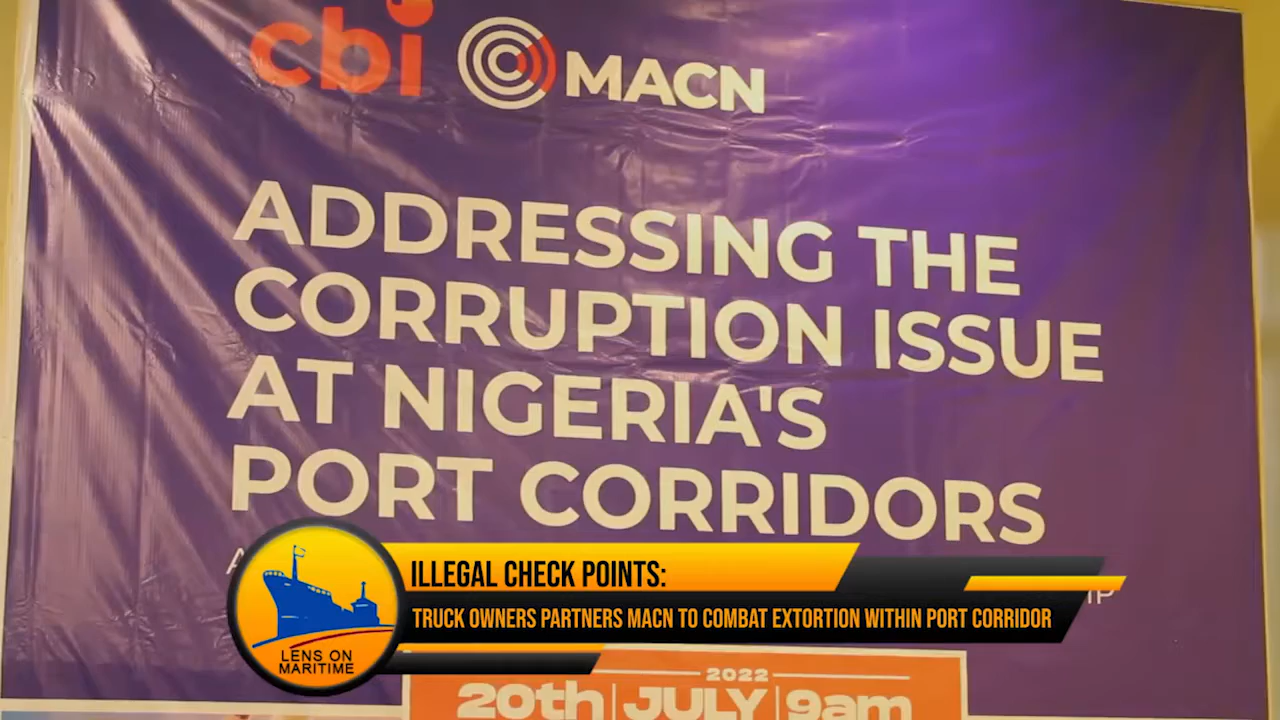 cbi MACN
ADDRESSING THE
CORRUPTION ISSUE
AT NIGERIA'S
PORT CORRIDORS
ILLEGAL CHECK POINTS:
TRUCK OWNERS PARTNERS MACN TO COMBAT EXTORTION WITHIN PORT CORRIDOR
LENS ON
MARITIME
2022
20th | JULY | 9am